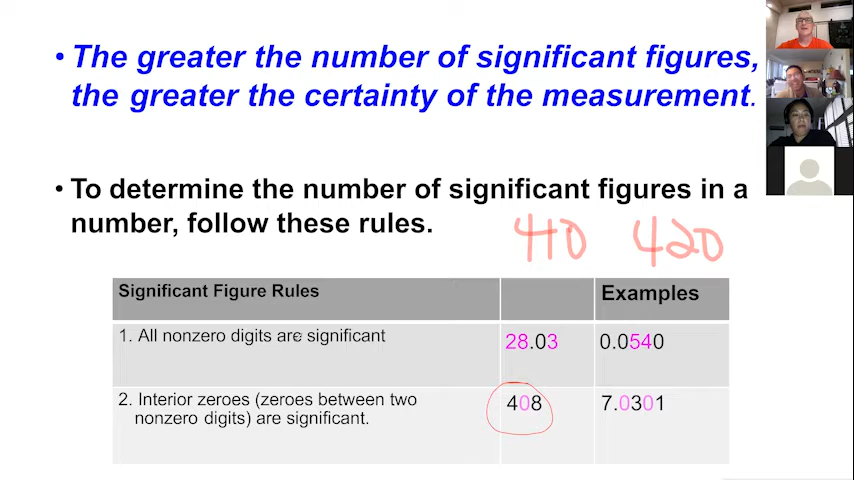 • The greater the number of significant figures,
the greater the certainty of the measurement.
• To determine the number of significant figures in a
number, follow these rules.
410 420
Significant Figure Rules Examples
1. All nonzero digits are significant 28.03 0.0540
2. Interior zeroes (zeroes between two 408 7.0301
nonzero digits) are significant.